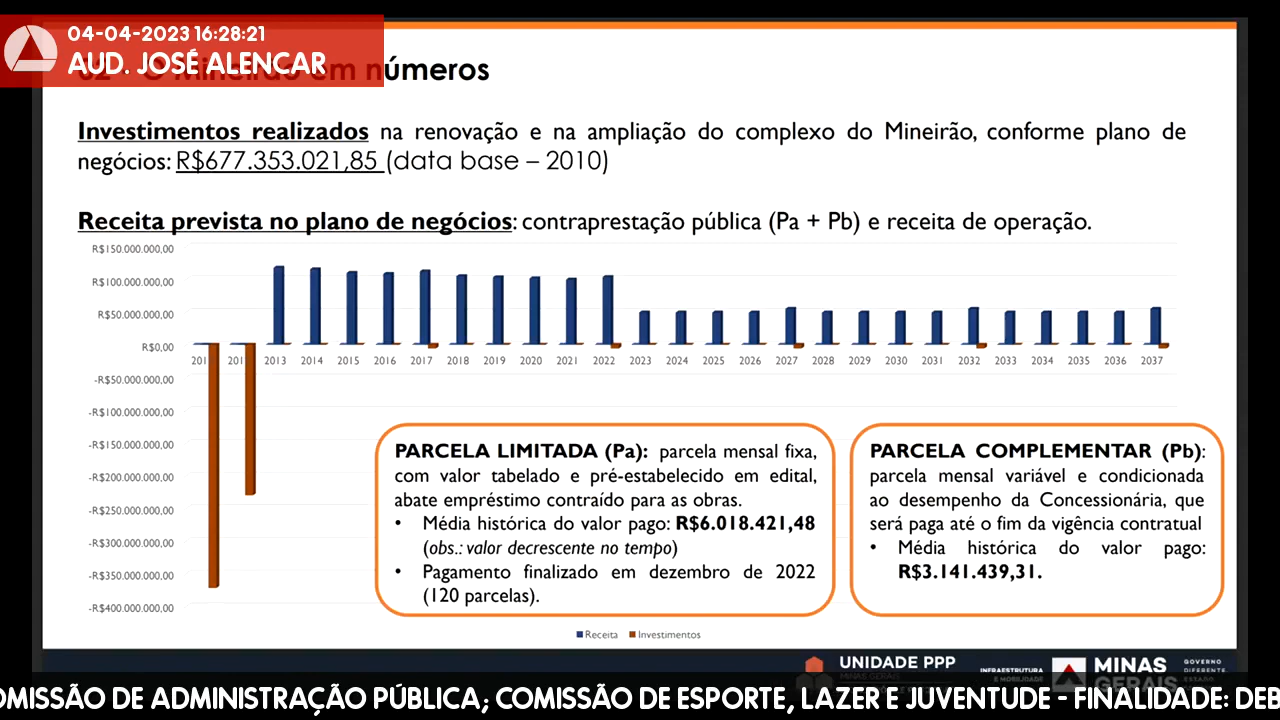 04-04-2023 16:28:21
AUD. JOSÉ ALENCAR
números
Investimentos realizados na renovação e na ampliação do complexo do Mineirão, conforme plano de
negócios: R$677.353.021,85 (data base – 2010)
Receita prevista no plano de negócios: contraprestação pública (Pa + Pb) e receita de operação.
R$150.000.000,00
R$100.000.000,00
R$50.000.000,00
R$0,00
-R$50.000.000,00
-R$100.000.000,00
-R$150.000.000,00
-R$200.000.000,00
-R$250.000.000,00
-R$300.000.000,00
-R$350.000.000,00
-R$400.000.000,00
2013 2014 2015 2016 2017 2018 2019 2020 2021 2022 2023 2024 2025 2026 2027 2028 2029 2030 2031 2032 2033 2034 2035 2036 2037
PARCELA LIMITADA (Pa): parcela mensal fixa,
com valor tabelado e pré-estabelecido em edital,
abate empréstimo contraído para as obras.
• Média histórica do valor pago: R$6.018.421,48
(obs.: valor decrescente no tempo)
• Pagamento finalizado em dezembro de 2022
(120 parcelas).
PARCELA COMPLEMENTAR (Pb):
parcela mensal variável e condicionada
ao desempenho da Concessionária, que
será paga até o fim da vigência contratual
• Média histórica do valor pago:
R$3.141.439,31.
Receita Investimentos
UNIDADE PPP
MINAS GERAIS
INFRAESTRUTURA
E MOBILIDADE
MINAS
GERAIS
GOVERNO
DIFERENTE.
ESTADO
OMISSÃO DE ADMINISTRAÇÃO PÚBLICA; COMISSÃO DE ESPORTE, LAZER E JUVENTUDE - FINALIDADE: DEB